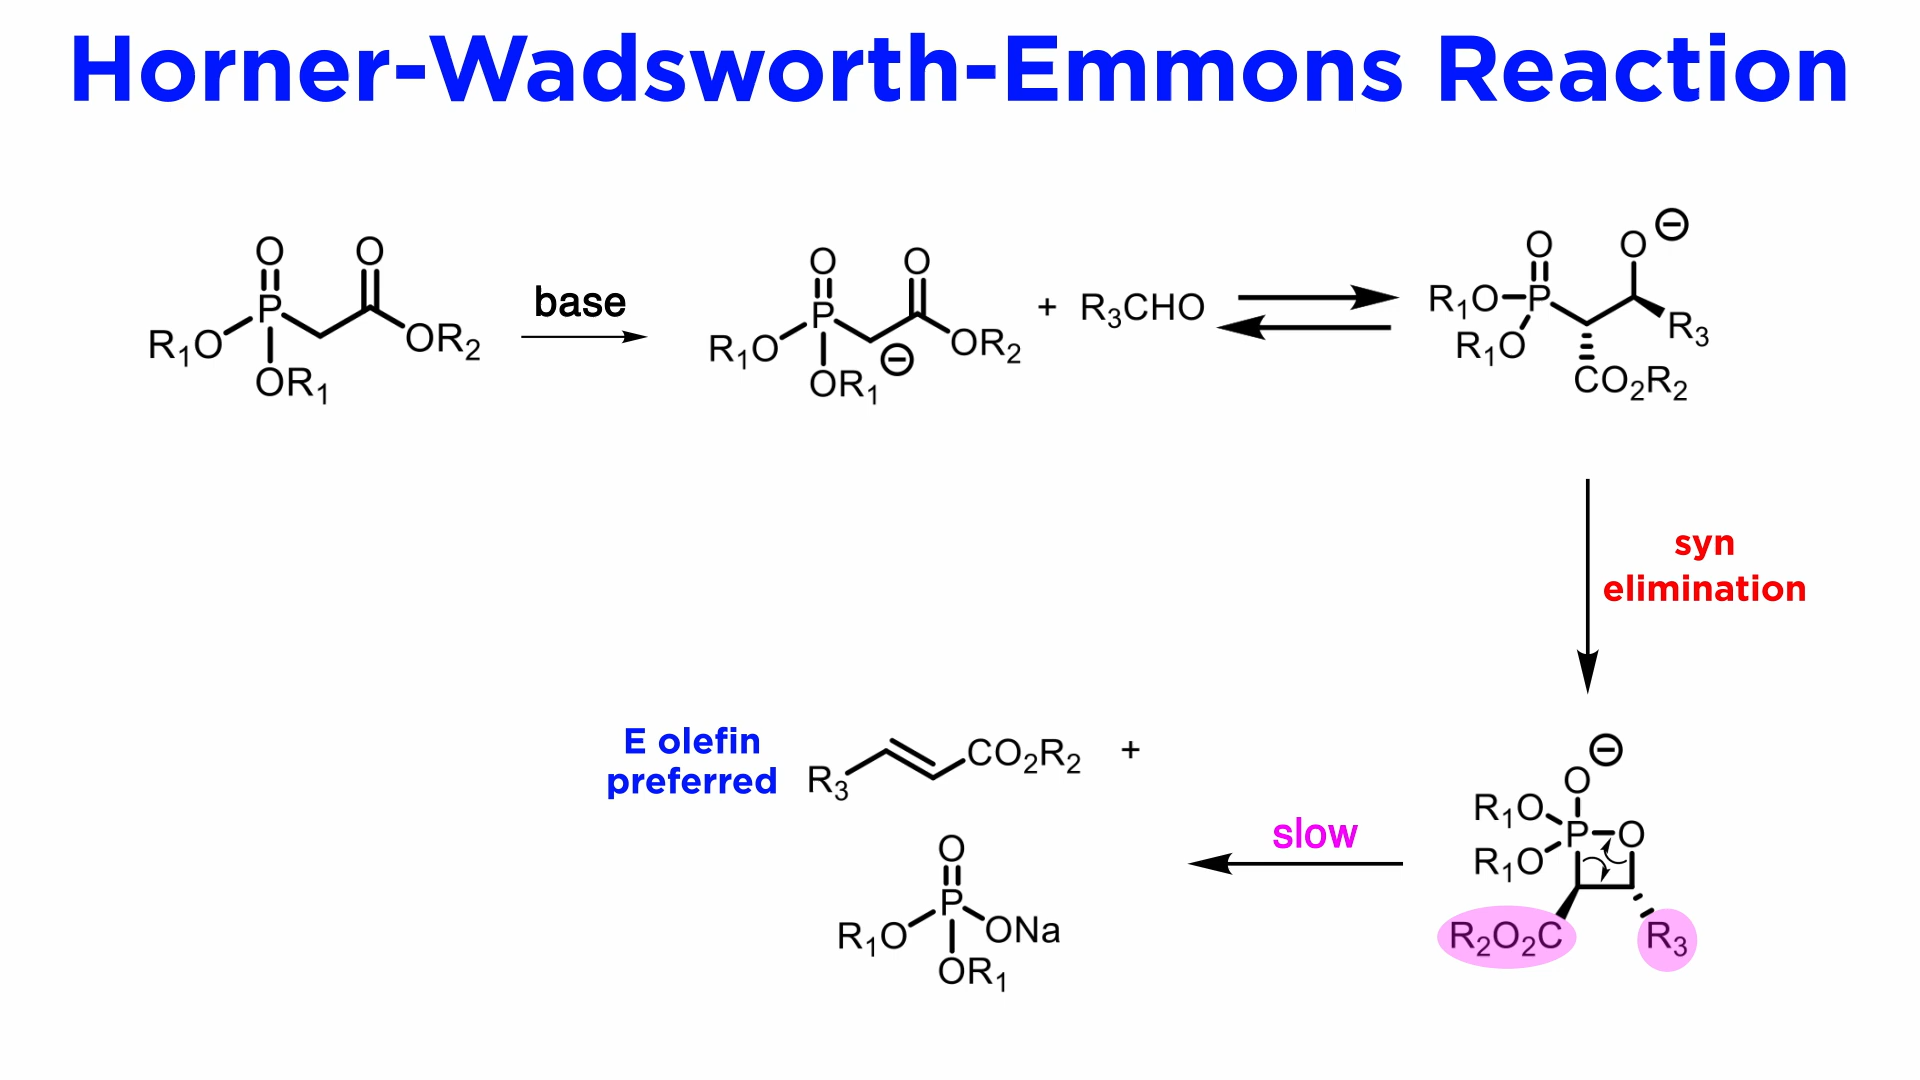 Horner-Wadsworth-Emmons Reaction
O O
P
R₁O OR₂
OR₁
base
O O
P
R₁O ⊖ OR₂
OR₁
+ R₃CHO
O O ⊖
R₁O P
R₁O R₃
CO₂R₂
syn
elimination
⊖
O
R₁O P O
R₁O
R₂O₂C R₃
slow
E olefin
preferred
R₃ CO₂R₂ +
O
P
R₁O ONa
OR₁